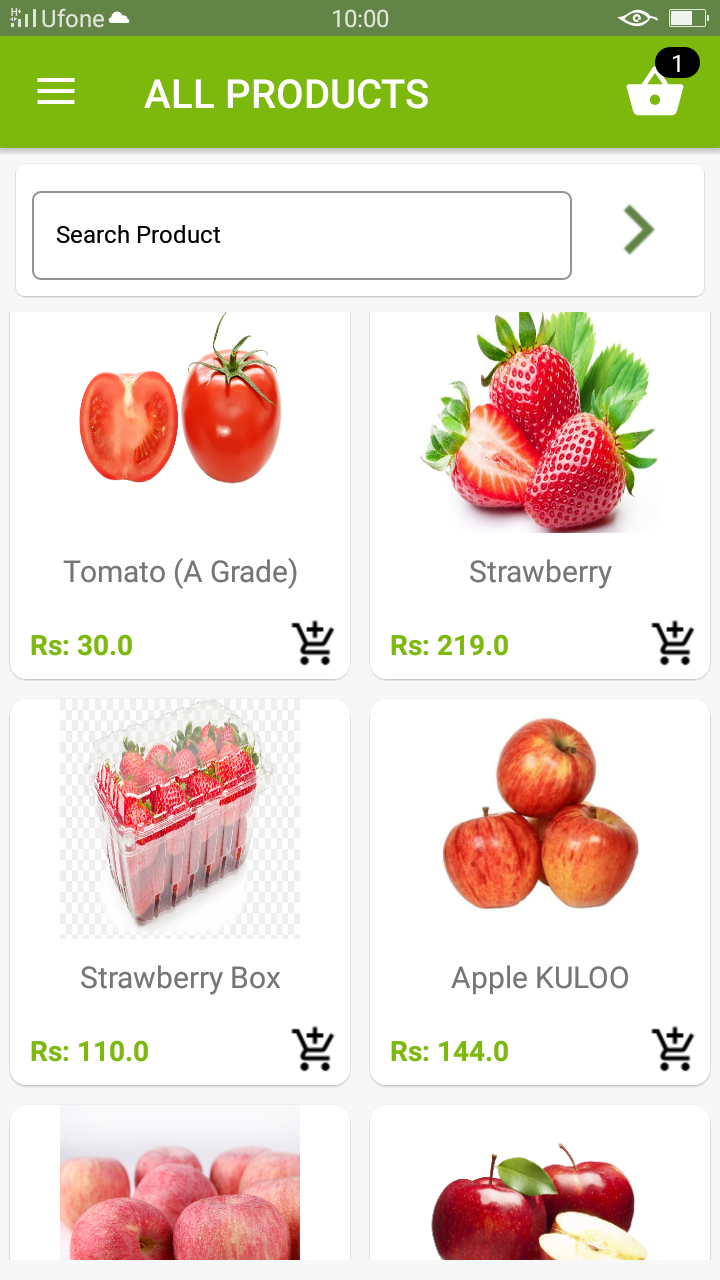 Ufone 10:00
ALL PRODUCTS
1
Search Product
Tomato (A Grade)
Strawberry
Rs: 30.0
Rs: 219.0
Strawberry Box
Apple KULOO
Rs: 110.0
Rs: 144.0